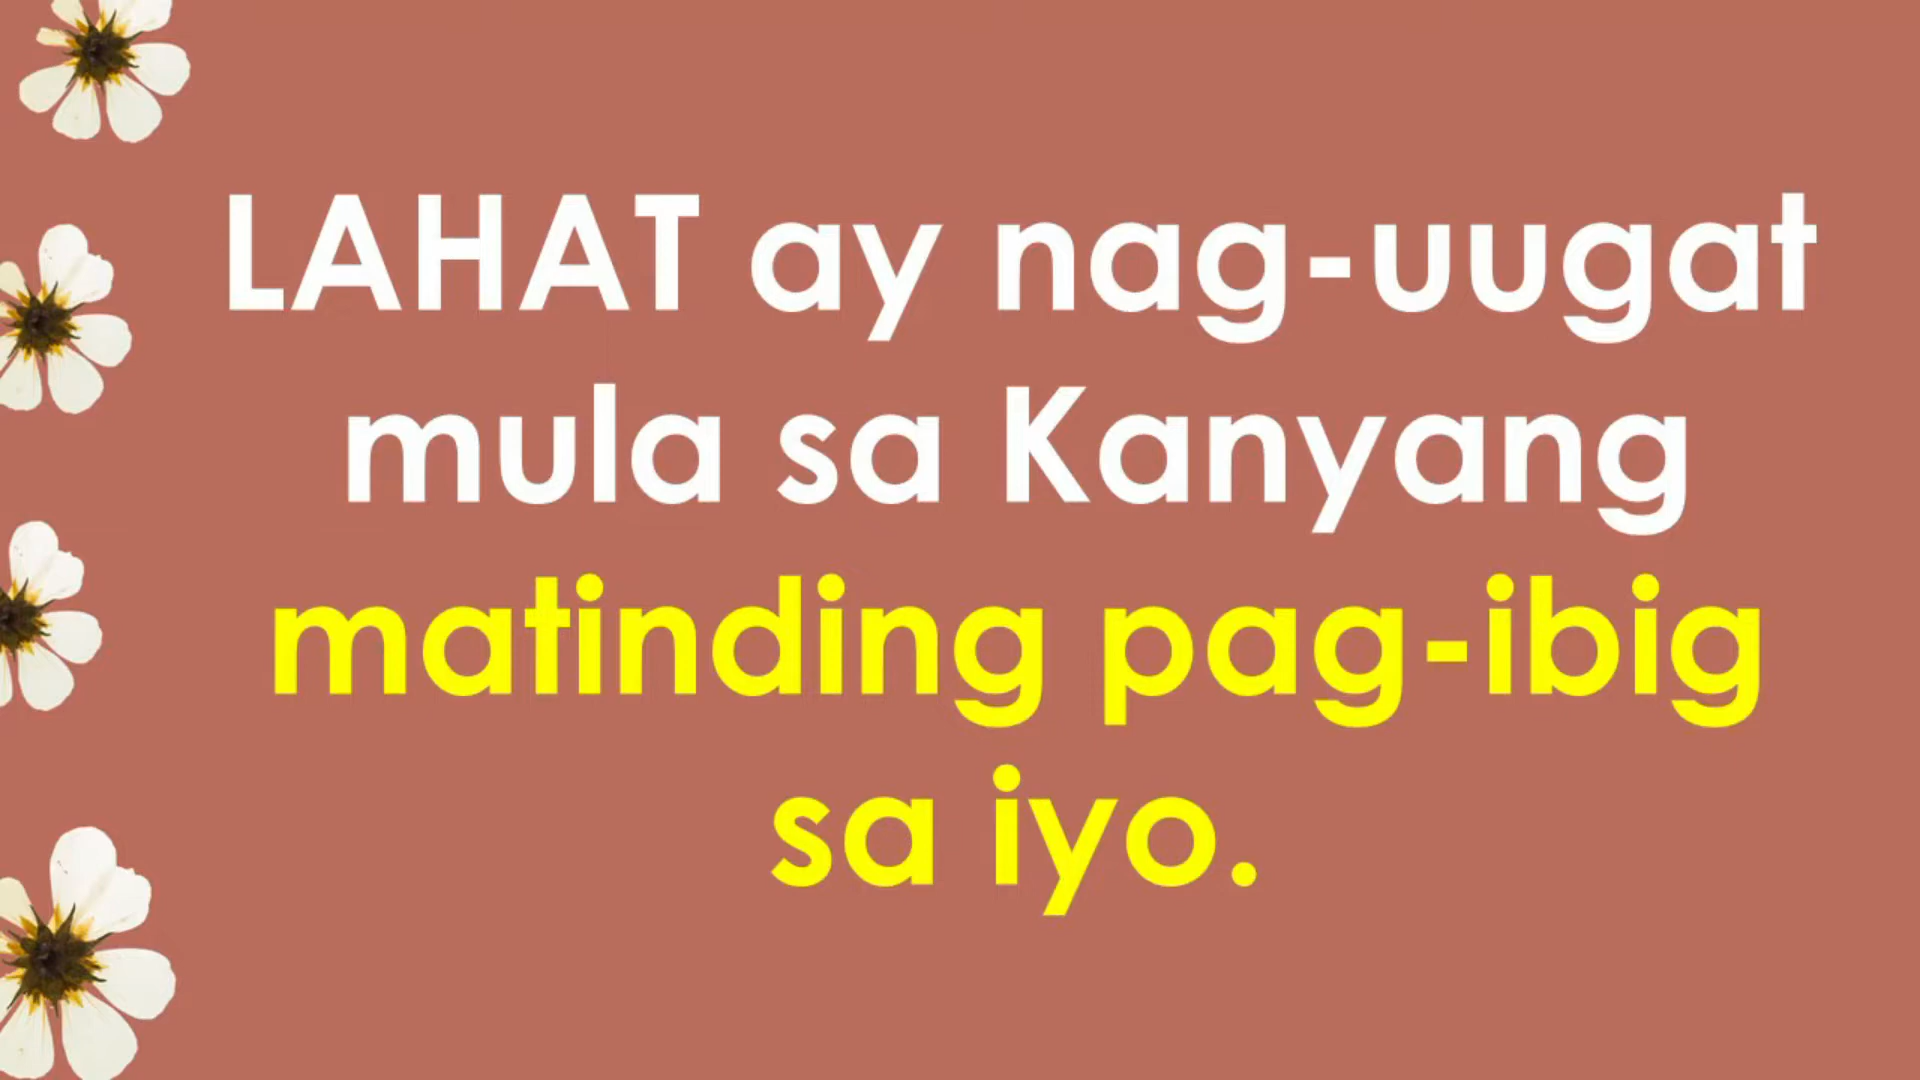 LAHAT ay nag-uugat
mula sa Kanyang
matinding pag-ibig
sa iyo.